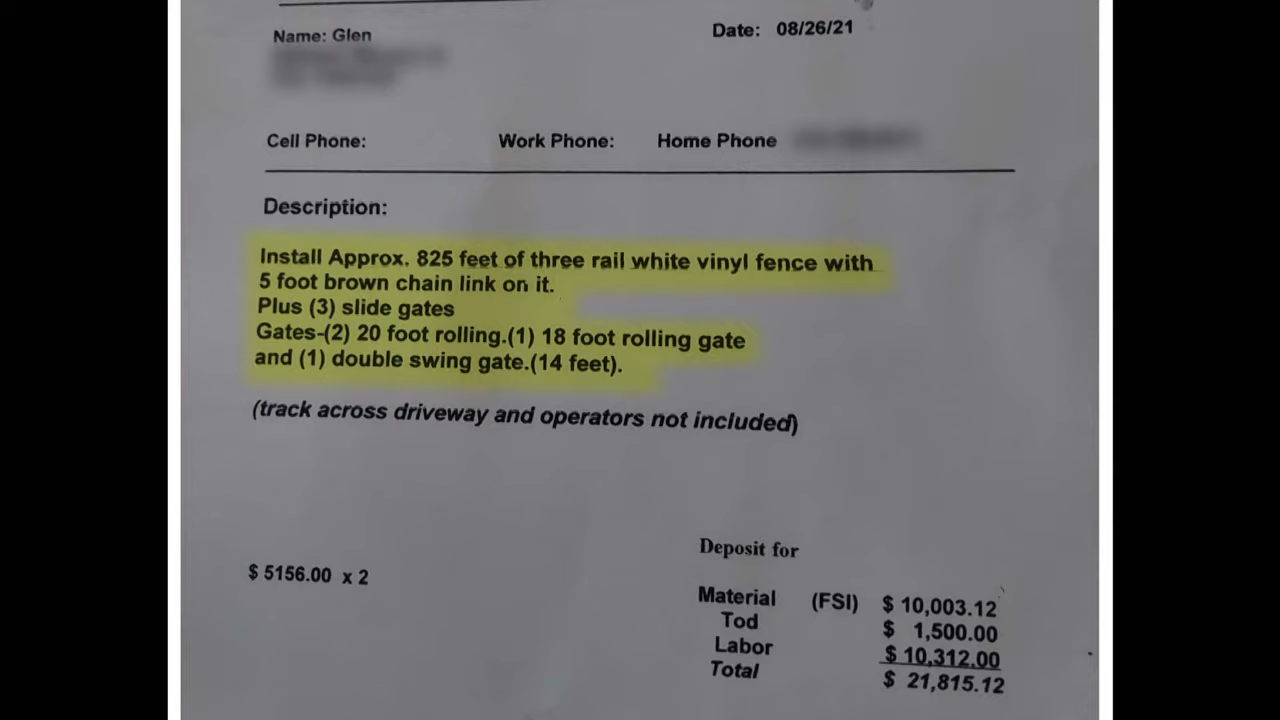 Name: Glen
Date: 08/26/21
Cell Phone:
Work Phone:
Home Phone
Description:
Install Approx. 825 feet of three rail white vinyl fence with
5 foot brown chain link on it.
Plus (3) slide gates
Gates-(2) 20 foot rolling.(1) 18 foot rolling gate
and (1) double swing gate.(14 feet).
(track across driveway and operators not included)
Deposit for
$ 5156.00 x 2
Material (FSI) $ 10,003.12
Tod $ 1,500.00
Labor $ 10,312.00
Total $ 21,815.12